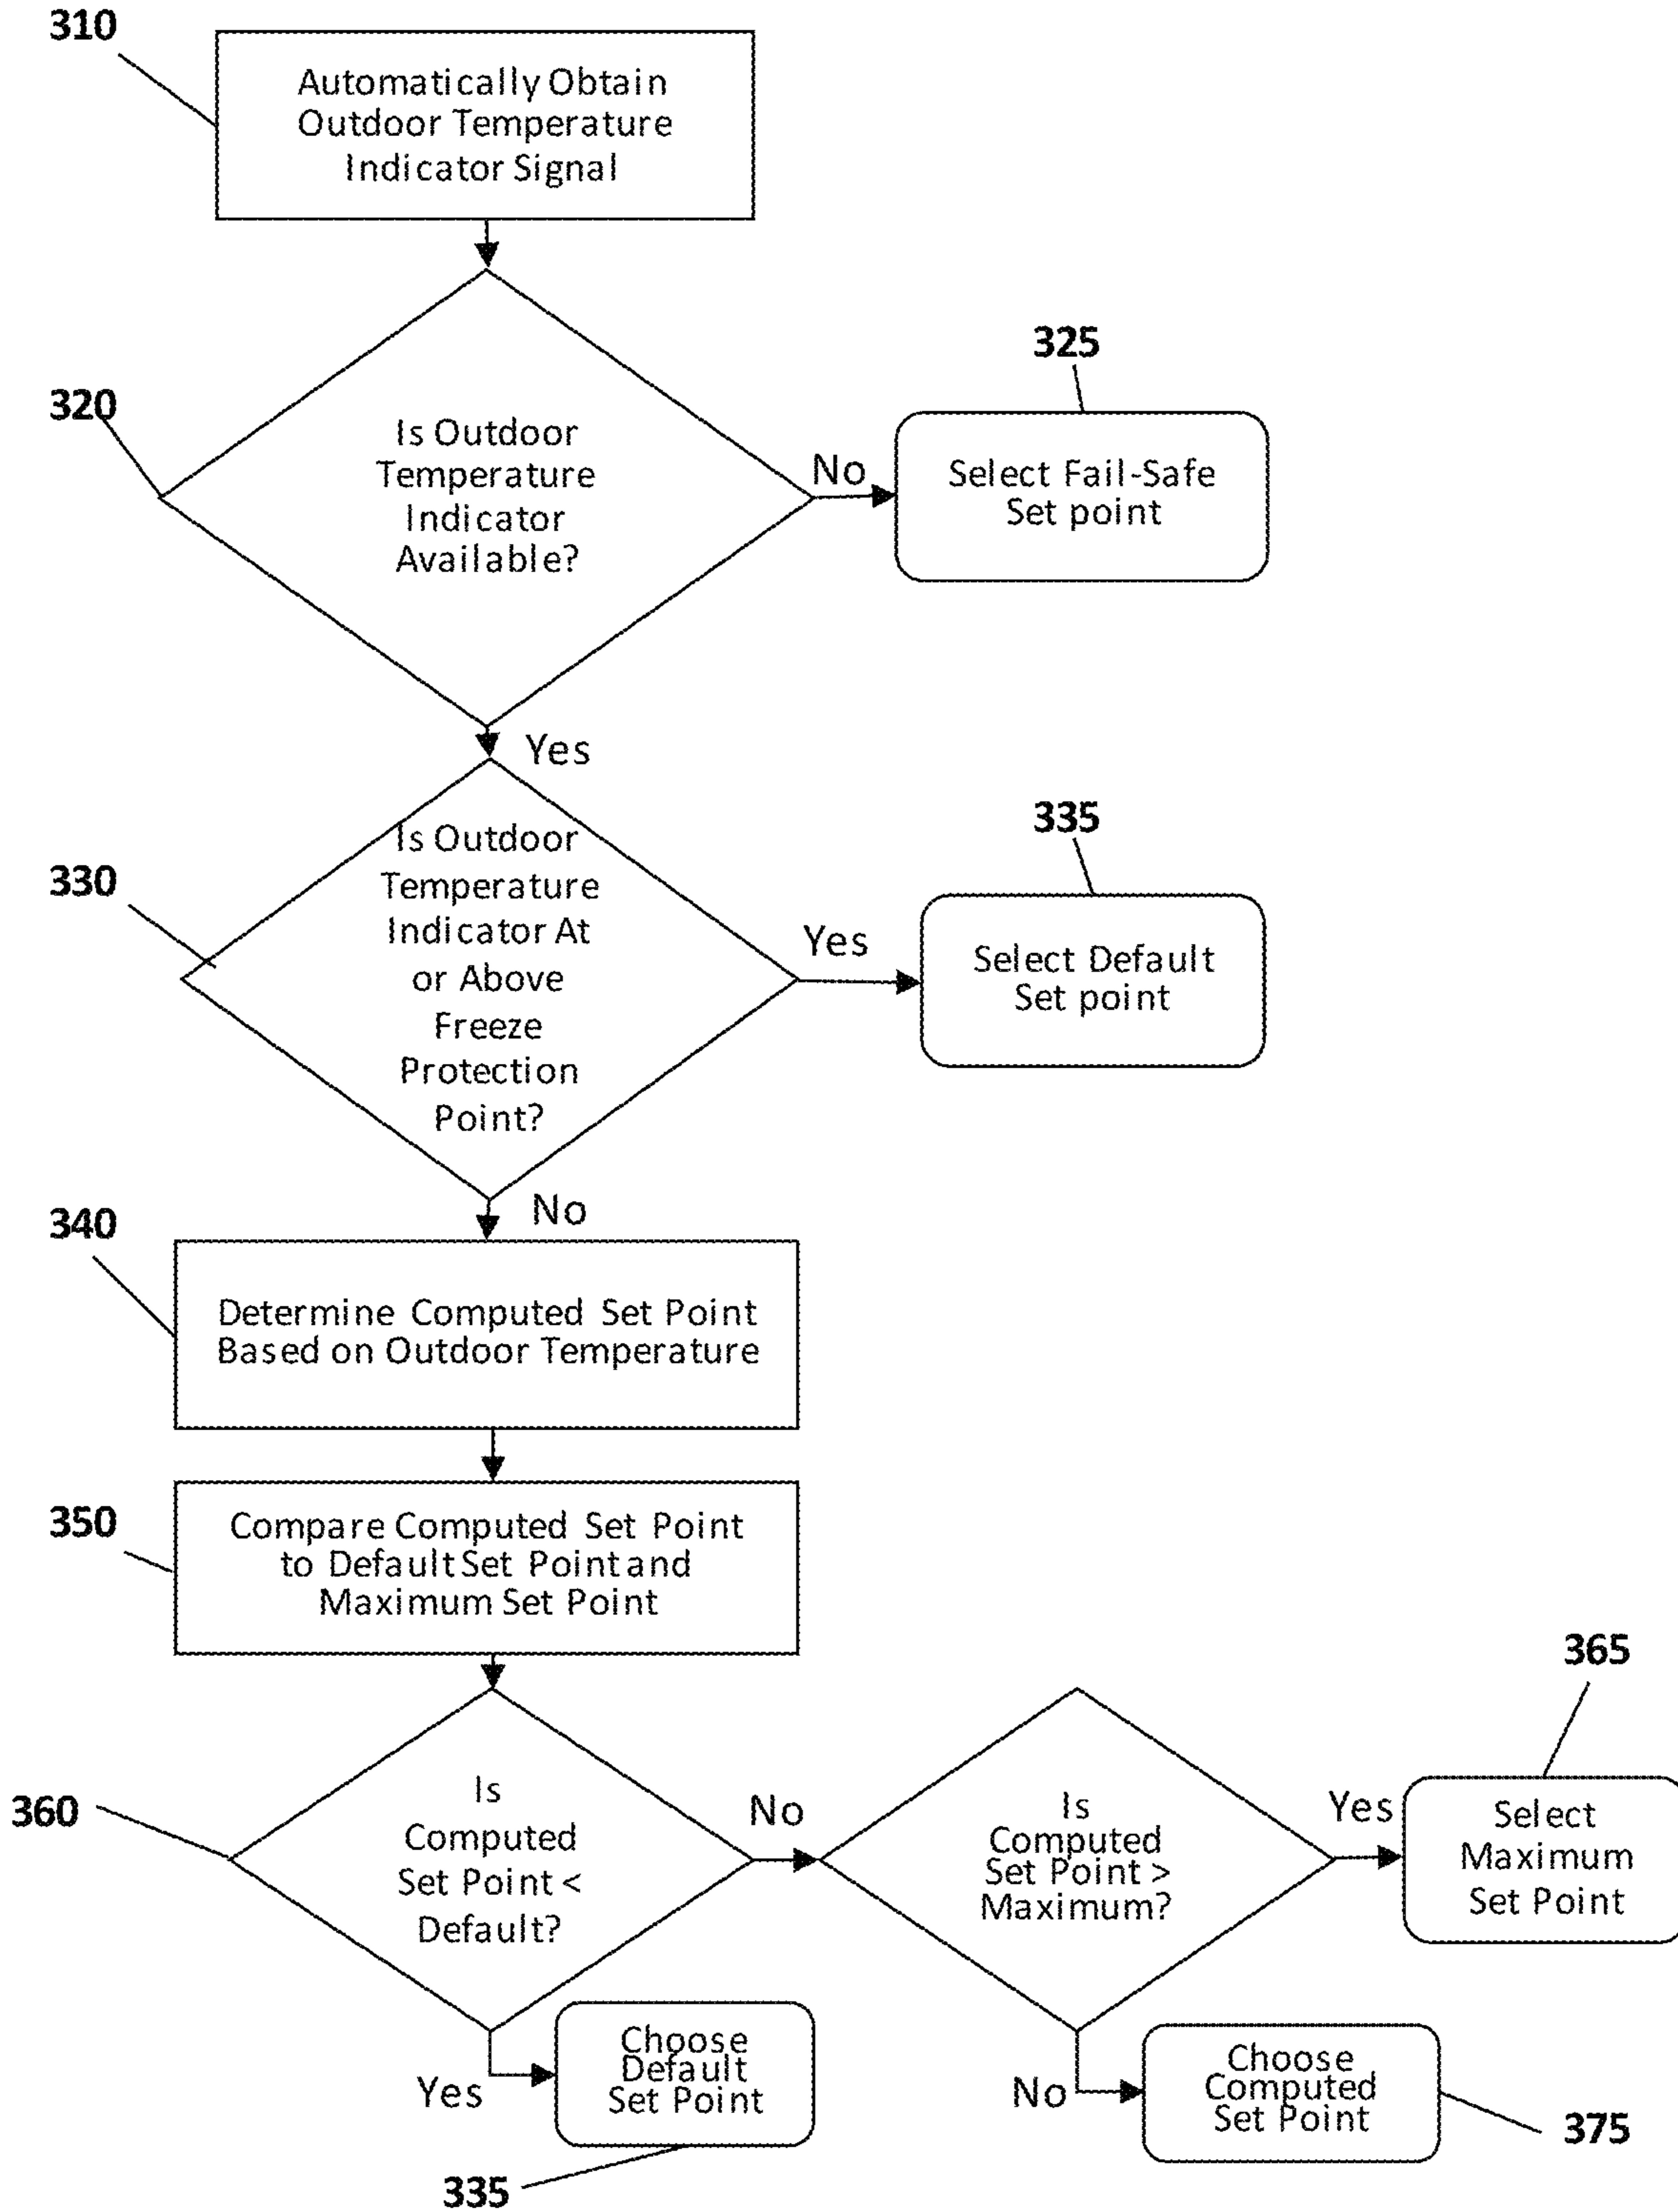 310
Automatically Obtain
Outdoor Temperature
Indicator Signal
320
Is Outdoor
Temperature
Indicator
Available?
No
325
Select Fail-Safe
Set point
Yes
330
Is Outdoor
Temperature
Indicator At
or Above
Freeze
Protection
Point?
Yes
335
Select Default
Set point
No
340
Determine Computed Set Point
Based on Outdoor Temperature
350
Compare Computed Set Point
to Default Set Point and
Maximum Set Point
360
Is
Computed
Set Point <
Default?
No
Is
Computed
Set Point >
Maximum?
Yes
365
Select
Maximum
Set Point
Yes
Choose
Default
Set Point
335
No
Choose
Computed
Set Point
375